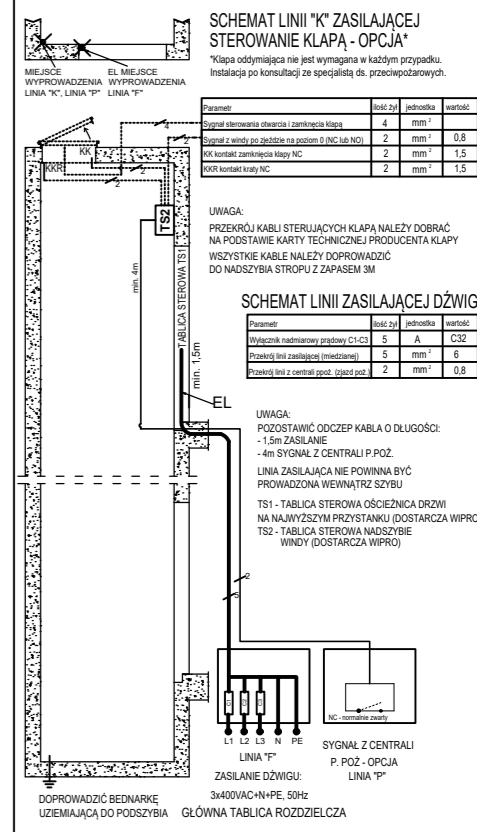 SCHEMAT LINII "K" ZASILAJĄCEJ
STEROWANIE KLAPĄ - OPCJA*
*Klapa oddymiająca nie jest wymagana w każdym przypadku.
Instalacja po konsultacji ze specjalistą ds. przeciwpożarowych.
MIEJSCE
WYPROWADZENIA
LINIA "K", LINIA "P"
EL MIEJSCE
WYPROWADZENIA
LINIA "F"
Parametr ilość żył jednostka wartość
Sygnał sterowania otwarcia i zamknęcia klapą 4 mm²
Sygnał z windy po zjeździe na poziom 0 (NC lub NO) 2 mm² 0,8
KK kontakt zamknięcia klapy NC 2 mm² 1,5
KKR kontakt kraty NC 2 mm² 1,5
4
2
KK
KKR
2
2
TS2
min. 4m
TABLICA STEROWA TS1
min. 1,5m
EL
UWAGA:
PRZEKRÓJ KABLI STERUJĄCYCH KLAPĄ NALEŻY DOBRAĆ
NA PODSTAWIE KARTY TECHNICZNEJ PRODUCENTA KLAPY
WSZYSTKIE KABLE NALEŻY DOPROWADZIĆ
DO NADSZYBIA STROPU Z ZAPASEM 3M
SCHEMAT LINII ZASILAJĄCEJ DŹWIG
Parametr ilość żył jednostka wartość
Wyłącznik nadmiarowy prądowy C1-C3 5 A C32
Przekrój linii zasilającej (miedzianej) 5 mm² 6
Przekrój linii z centrali ppoż. (zjazd poż.) 2 mm² 0,8
UWAGA:
POZOSTAWIĆ ODCZEP KABLA O DŁUGOŚCI:
- 1,5m ZASILANIE
- 4m SYGNAŁ Z CENTRALI P.POŻ.
LINIA ZASILAJĄCA NIE POWINNA BYĆ
PROWADZONA WEWNĄTRZ SZYBU
TS1 - TABLICA STEROWA OŚCIEŻNICA DRZWI
NA NAJWYŻSZYM PRZYSTANKU (DOSTARCZA WIPRO
TS2 - TABLICA STEROWA NADSZYBIE
WINDY (DOSTARCZA WIPRO)
2
5
C1 C2 C3
NC - normalnie zwarty
L1 L2 L3 N PE
LINIA "F"
ZASILANIE DŹWIGU:
3x400VAC+N+PE, 50Hz
SYGNAŁ Z CENTRALI
P. POŻ - OPCJA
LINIA "P"
DOPROWADZIĆ BEDNARKĘ
UZIEMIAJĄCĄ DO PODSZYBIA
GŁÓWNA TABLICA ROZDZIELCZA